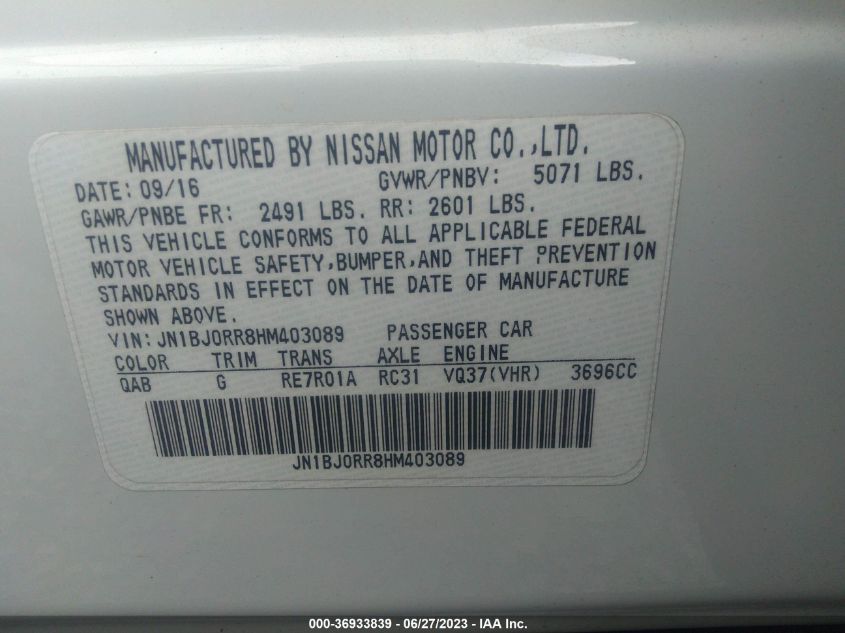 MANUFACTURED BY NISSAN MOTOR CO.,LTD.
DATE: 09/16 GVWR/PNBV: 5071 LBS.
GAWR/PNBE FR: 2491 LBS. RR: 2601 LBS.
THIS VEHICLE CONFORMS TO ALL APPLICABLE FEDERAL
MOTOR VEHICLE SAFETY,BUMPER,AND THEFT PREVENTION
STANDARDS IN EFFECT ON THE DATE OF MANUFACTURE
SHOWN ABOVE.
VIN: JN1BJ0RR8HM403089 PASSENGER CAR
COLOR TRIM TRANS AXLE ENGINE
QAB G RE7R01A RC31 VQ37(VHR) 3696CC
JN1BJ0RR8HM403089
000-36933839 - 06/27/2023 - IAA Inc.